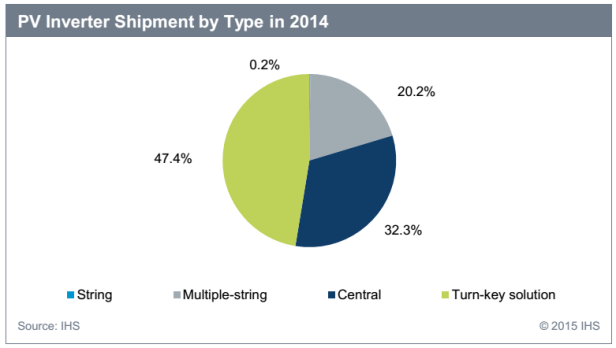 PV Inverter Shipment by Type in 2014
0.2%
20.2%
47.4%
32.3%
String Multiple-string Central Turn-key solution
Source: IHS © 2015 IHS